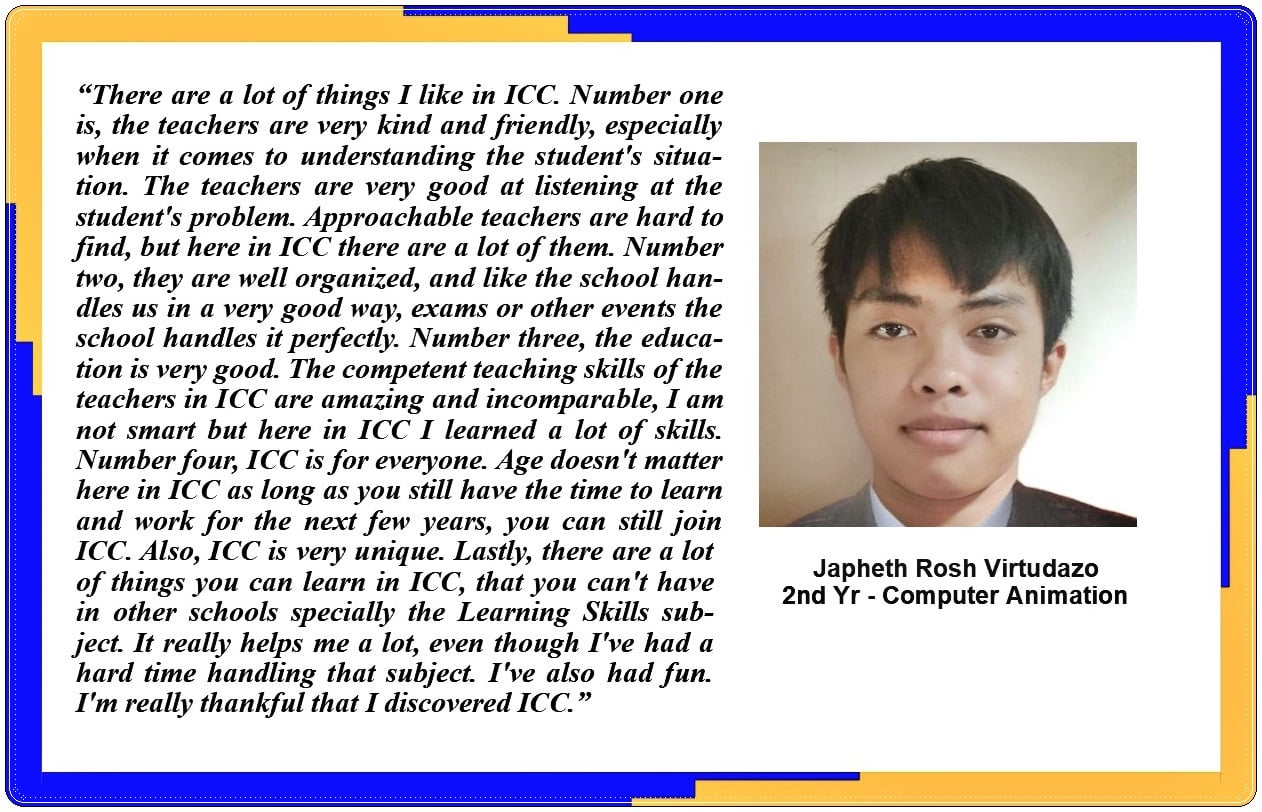 “There are a lot of things I like in ICC. Number one
is, the teachers are very kind and friendly, especially
when it comes to understanding the student's situa-
tion. The teachers are very good at listening at the
student's problem. Approachable teachers are hard to
find, but here in ICC there are a lot of them. Number
two, they are well organized, and like the school han-
dles us in a very good way, exams or other events the
school handles it perfectly. Number three, the educa-
tion is very good. The competent teaching skills of the
teachers in ICC are amazing and incomparable, I am
not smart but here in ICC I learned a lot of skills.
Number four, ICC is for everyone. Age doesn't matter
here in ICC as long as you still have the time to learn
and work for the next few years, you can still join
ICC. Also, ICC is very unique. Lastly, there are a lot
of things you can learn in ICC, that you can't have
in other schools specially the Learning Skills sub-
ject. It really helps me a lot, even though I've had a
hard time handling that subject. I've also had fun.
I'm really thankful that I discovered ICC.”
Japheth Rosh Virtudazo
2nd Yr - Computer Animation